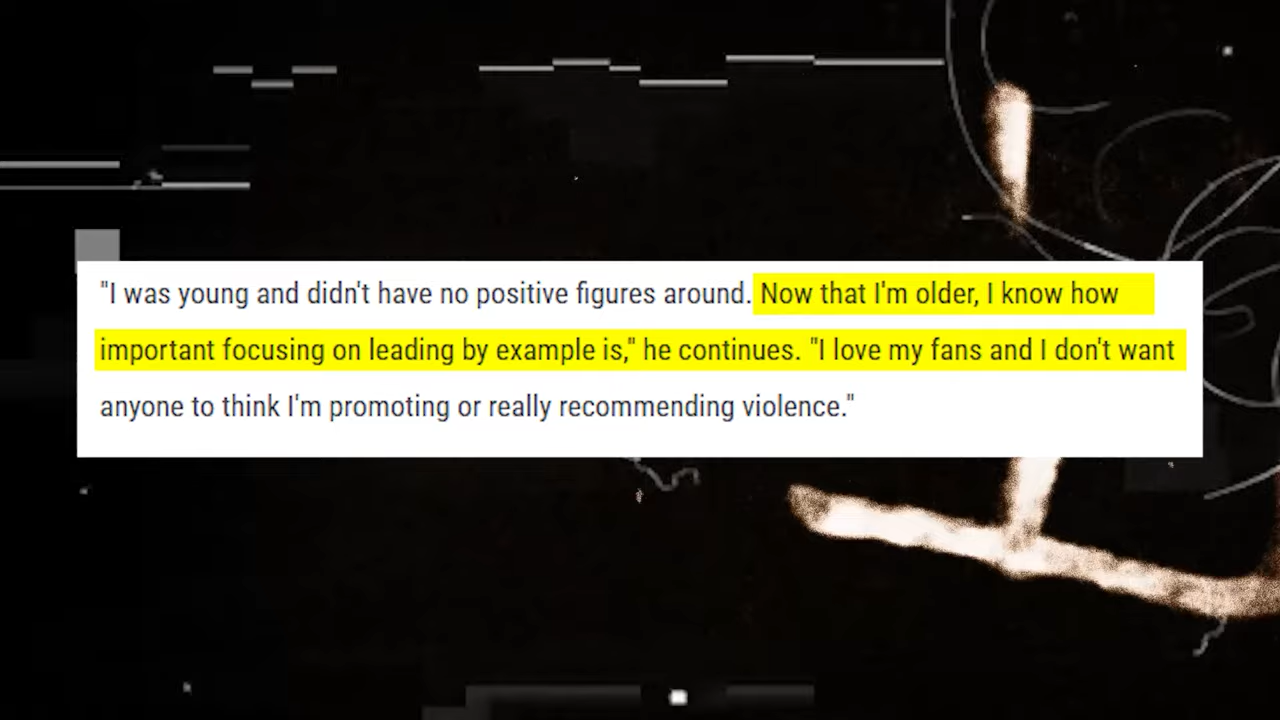 "I was young and didn't have no positive figures around. Now that I'm older, I know how
important focusing on leading by example is," he continues. "I love my fans and I don't want
anyone to think I'm promoting or really recommending violence."